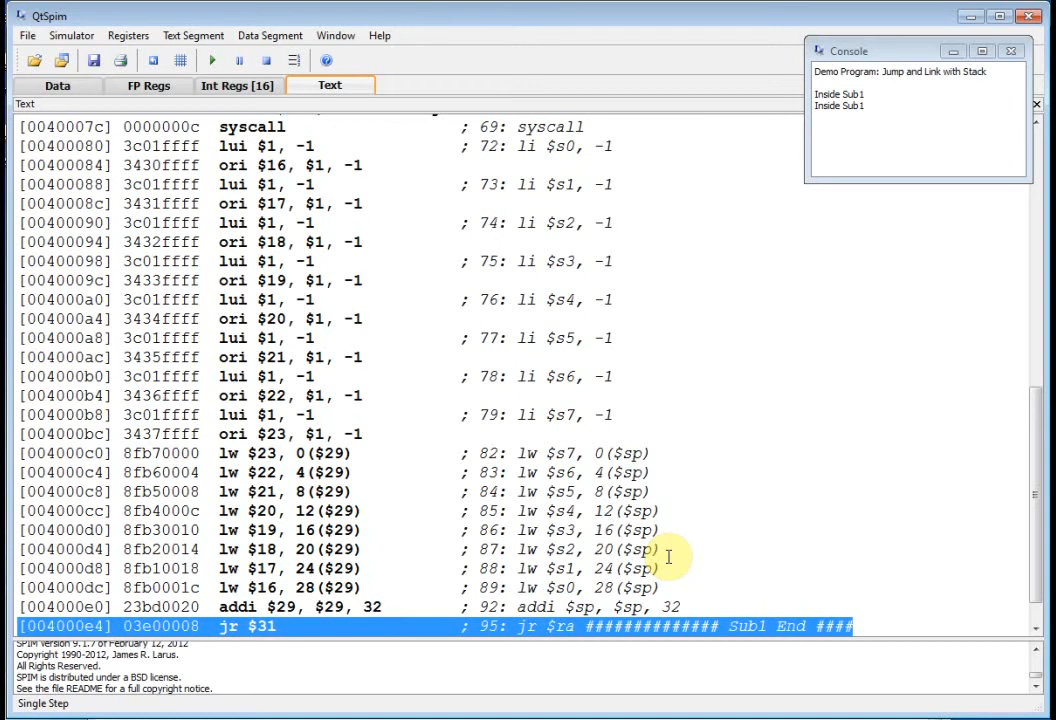 QtSpim
File Simulator Registers Text Segment Data Segment Window Help
Data FP Regs Int Regs [16] Text
Text
[0040007c] 0000000c syscall ; 69: syscall
[00400080] 3c01ffff lui $1, -1 ; 72: li $s0, -1
[00400084] 3430ffff ori $16, $1, -1
[00400088] 3c01ffff lui $1, -1 ; 73: li $s1, -1
[0040008c] 3431ffff ori $17, $1, -1
[00400090] 3c01ffff lui $1, -1 ; 74: li $s2, -1
[00400094] 3432ffff ori $18, $1, -1
[00400098] 3c01ffff lui $1, -1 ; 75: li $s3, -1
[0040009c] 3433ffff ori $19, $1, -1
[004000a0] 3c01ffff lui $1, -1 ; 76: li $s4, -1
[004000a4] 3434ffff ori $20, $1, -1
[004000a8] 3c01ffff lui $1, -1 ; 77: li $s5, -1
[004000ac] 3435ffff ori $21, $1, -1
[004000b0] 3c01ffff lui $1, -1 ; 78: li $s6, -1
[004000b4] 3436ffff ori $22, $1, -1
[004000b8] 3c01ffff lui $1, -1 ; 79: li $s7, -1
[004000bc] 3437ffff ori $23, $1, -1
[004000c0] 8fb70000 lw $23, 0($29) ; 82: lw $s7, 0($sp)
[004000c4] 8fb60004 lw $22, 4($29) ; 83: lw $s6, 4($sp)
[004000c8] 8fb50008 lw $21, 8($29) ; 84: lw $s5, 8($sp)
[004000cc] 8fb4000c lw $20, 12($29) ; 85: lw $s4, 12($sp)
[004000d0] 8fb30010 lw $19, 16($29) ; 86: lw $s3, 16($sp)
[004000d4] 8fb20014 lw $18, 20($29) ; 87: lw $s2, 20($sp)
[004000d8] 8fb10018 lw $17, 24($29) ; 88: lw $s1, 24($sp)
[004000dc] 8fb0001c lw $16, 28($29) ; 89: lw $s0, 28($sp)
[004000e0] 23bd0020 addi $29, $29, 32 ; 92: addi $sp, $sp, 32
[004000e4] 03e00008 jr $31 ; 95: jr $ra ############## Sub1 End ####
SPIM Version 9.1.7 of February 12, 2012
Copyright 1990-2012, James R. Larus.
All Rights Reserved.
SPIM is distributed under a BSD license.
See the file README for a full copyright notice.
Single Step
Console
Demo Program: Jump and Link with Stack
Inside Sub1
Inside Sub1